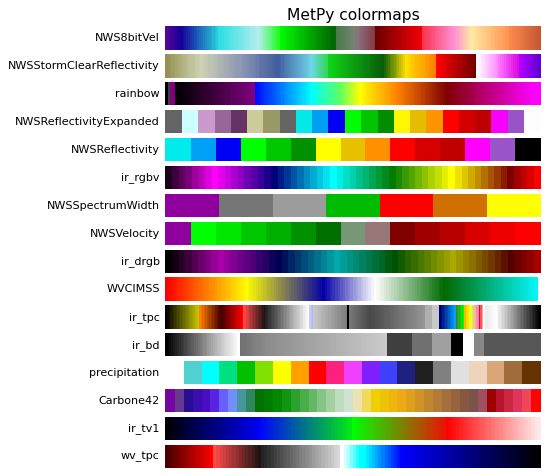 MetPy colormaps
NWS8bitVel
NWSStormClearReflectivity
rainbow
NWSReflectivityExpanded
NWSReflectivity
ir_rgbv
NWSSpectrumWidth
NWSVelocity
ir_drgb
WVCIMSS
ir_tpc
ir_bd
precipitation
Carbone42
ir_tv1
wv_tpc